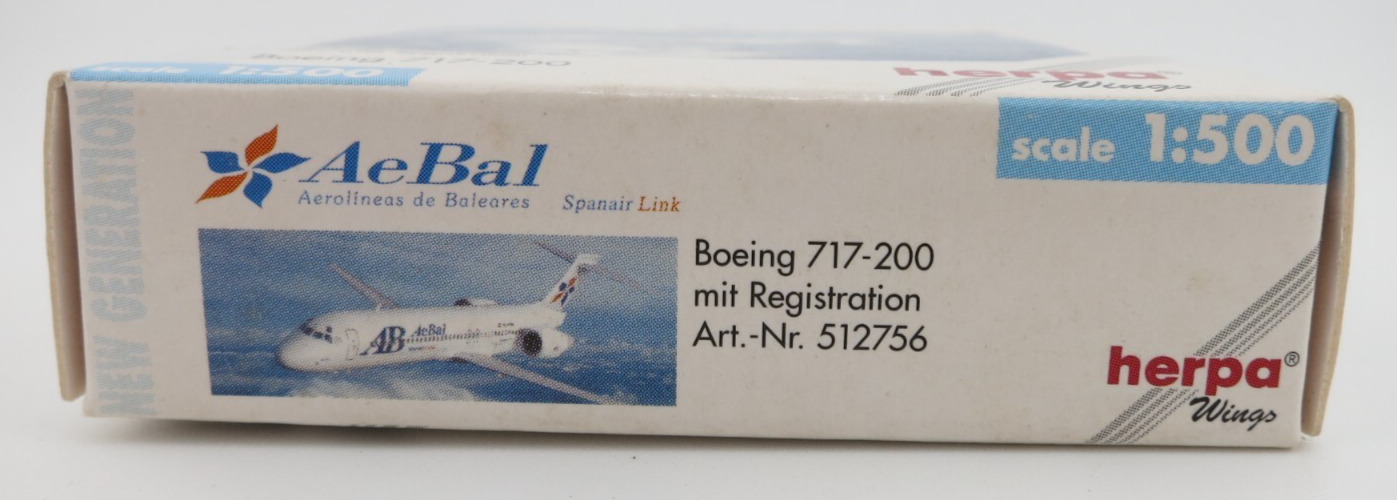 Boeing 717-200
scale 1:500
herpa®
Wings
NEW GENERATION
AeBal
Aerolíneas de Baleares Spanair Link
scale 1:500
AB AeBal
Boeing 717-200
mit Registration
Art.-Nr. 512756
herpa®
Wings